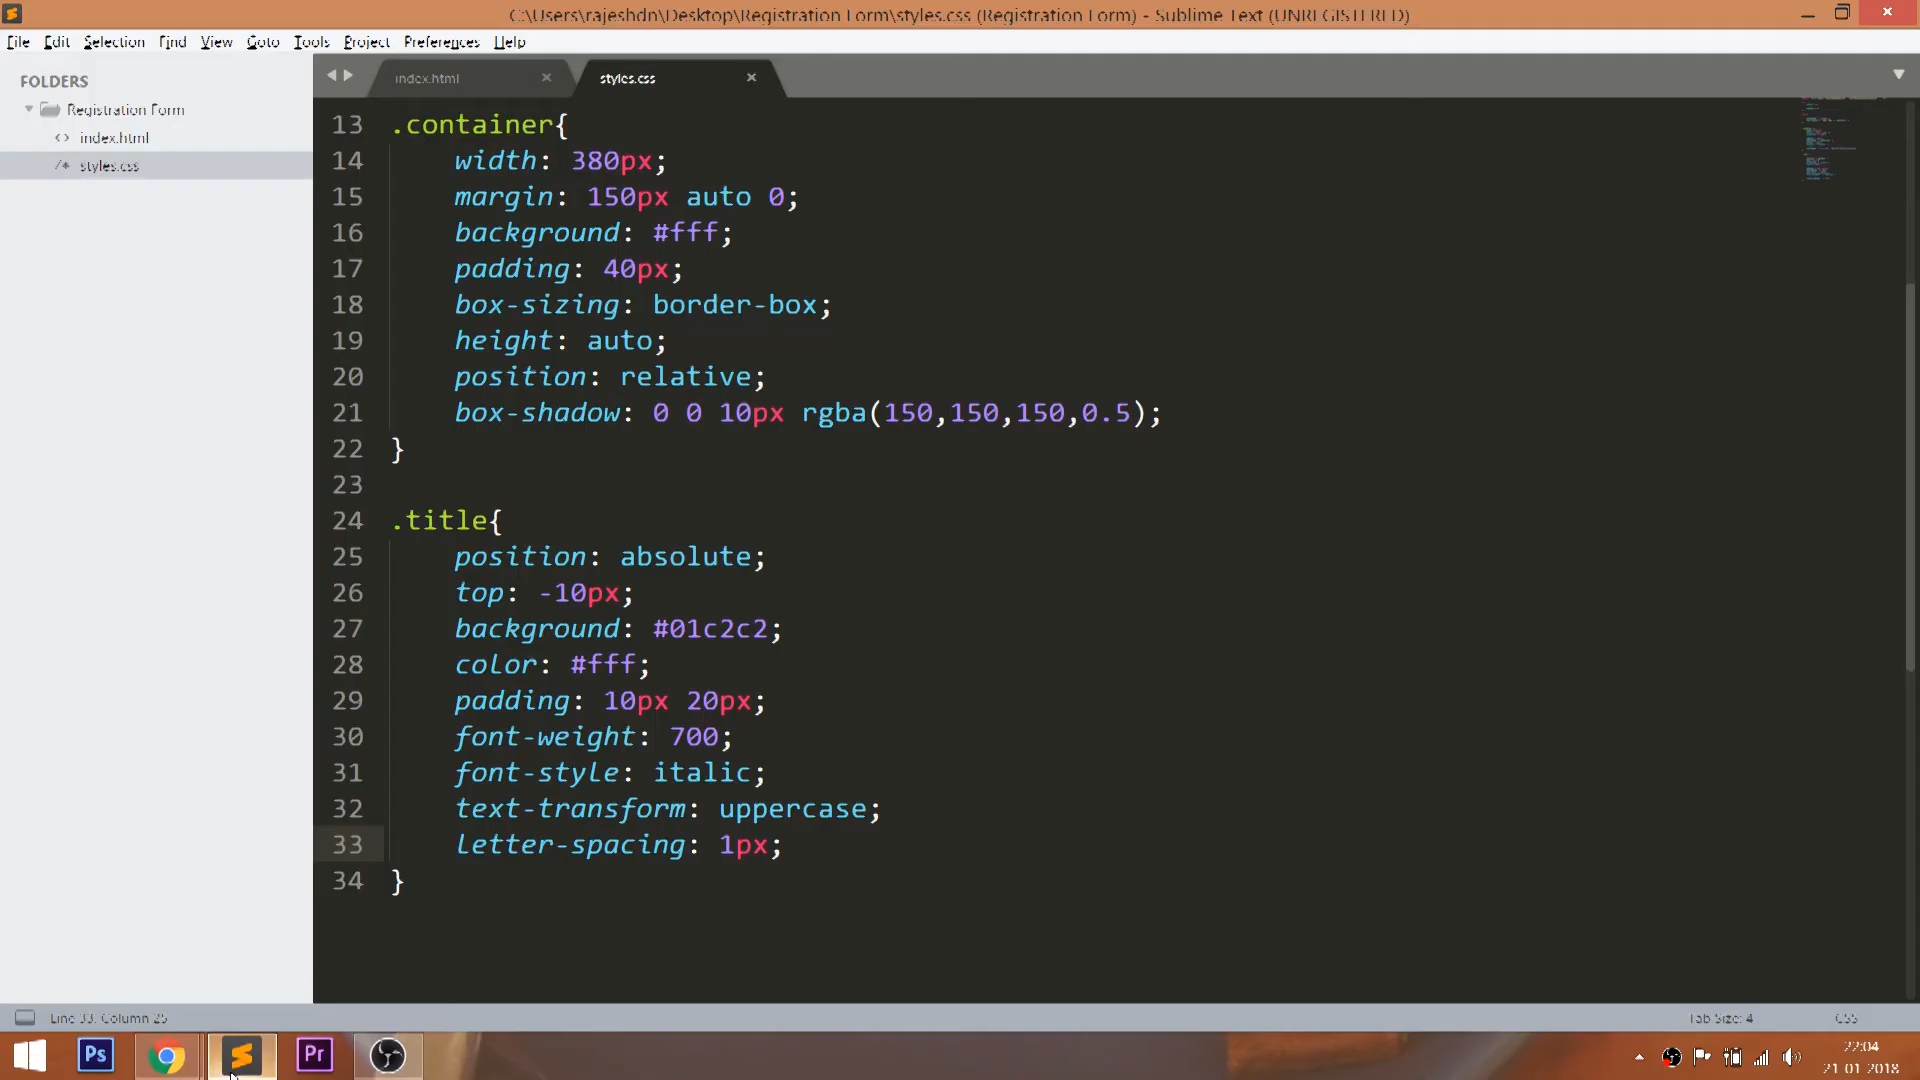 C:\Users\rajeshdn\Desktop\Registration Form\styles.css (Registration Form) - Sublime Text (UNREGISTERED)
File Edit Selection Find View Goto Tools Project Preferences Help
FOLDERS
Registration Form
<> index.html
/* styles.css
index.html
styles.css
13 .container{
14 width: 380px;
15 margin: 150px auto 0;
16 background: #fff;
17 padding: 40px;
18 box-sizing: border-box;
19 height: auto;
20 position: relative;
21 box-shadow: 0 0 10px rgba(150,150,150,0.5);
22 }
23
24 .title{
25 position: absolute;
26 top: -10px;
27 background: #01c2c2;
28 color: #fff;
29 padding: 10px 20px;
30 font-weight: 700;
31 font-style: italic;
32 text-transform: uppercase;
33 letter-spacing: 1px;
34 }
Line 33, Column 25
Tab Size: 4
CSS
Ps
Pr
22:04
21-01-2018